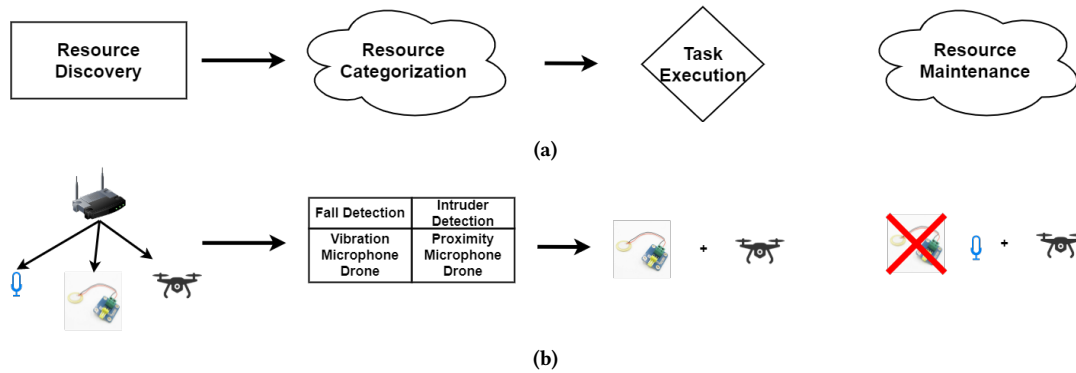 Resource
Discovery
Resource
Categorization
Task
Execution
Resource
Maintenance
(a)
Fall Detection
Intruder
Detection
Vibration
Microphone
Drone
Proximity
Microphone
Drone
+
+
(b)